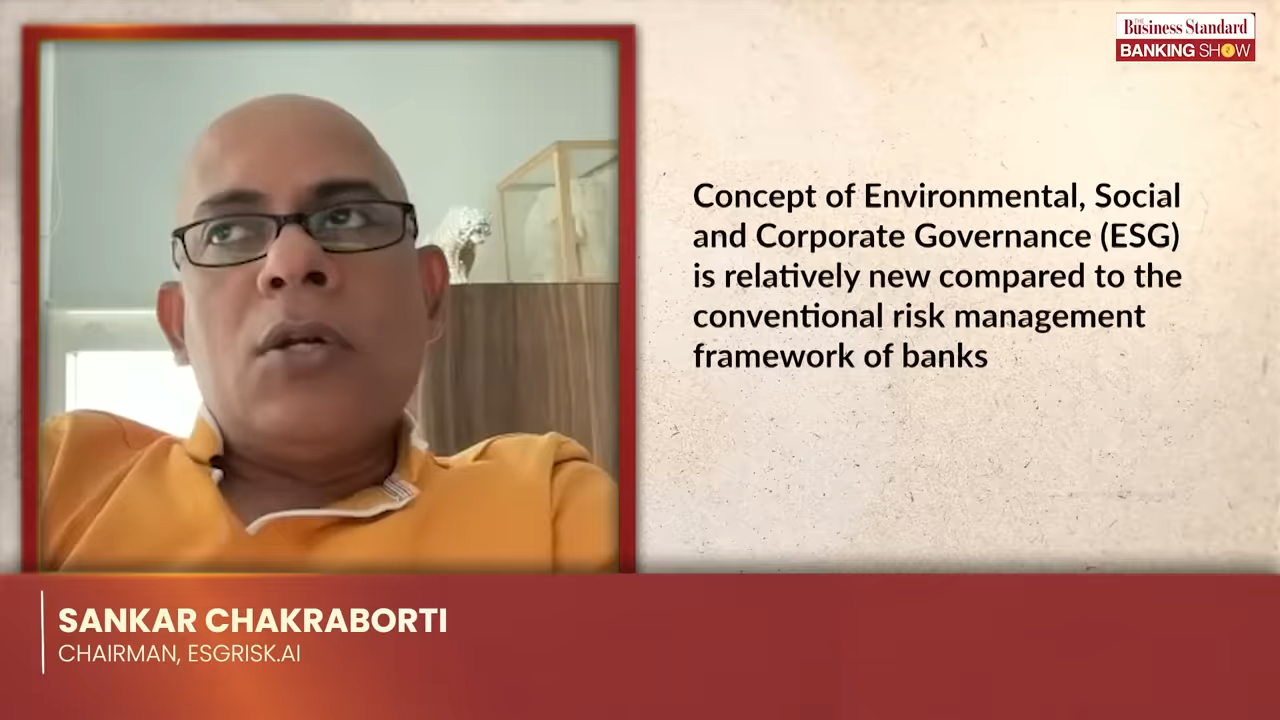 THE
Business Standard
BANKING SHOW
Concept of Environmental, Social
and Corporate Governance (ESG)
is relatively new compared to the
conventional risk management
framework of banks
SANKAR CHAKRABORTI
CHAIRMAN, ESGRISK.AI